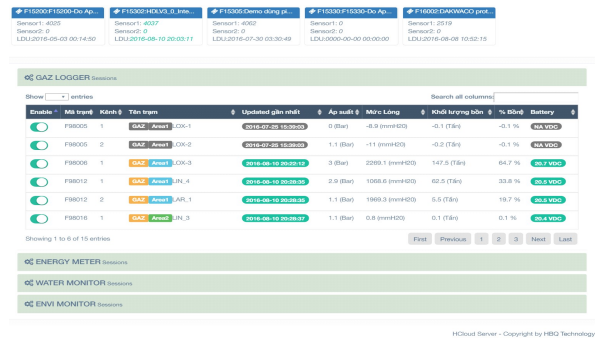 F15200:F15200-Do Ap...
Sensor1: 4025
Sensor2: 0
LDU:2016-05-03 00:14:50
F15302:HDLV3_0_Inte...
Sensor1: 4037
Sensor2: 0
LDU:2016-08-10 20:03:11
F15305:Demo dùng pi...
Sensor1: 4062
Sensor2: 0
LDU:2016-07-30 03:30:49
F15330:F15330-Do Ap...
Sensor1: 0
Sensor2: 0
LDU:0000-00-00 00:00:00
F16002:DAKWACO prot...
Sensor1: 2519
Sensor2: 0
LDU:2016-08-08 10:52:15
GAZ LOGGER Sessions
Show entries Search all columns:
Enable Mã trạm Kênh Tên trạm Updated gần nhất Áp suất Mức Lỏng Khối lượng bồn % Bồn Battery
F98005 1 GAZ Area1 LOX-1 2016-07-25 15:39:03 0 (Bar) -8.9 (mmH20) -0.1 (Tấn) -0.1 % NA VDC
F98005 2 GAZ Area1 LOX-2 2016-07-25 15:39:03 1.1 (Bar) -11 (mmH20) -0.2 (Tấn) -0.1 % NA VDC
F98006 1 GAZ Area1 LOX-3 2016-08-10 20:22:12 3 (Bar) 2269.1 (mmH20) 147.5 (Tấn) 64.7 % 20.7 VDC
F98012 1 GAZ Area1 LIN_4 2016-08-10 20:28:35 2.9 (Bar) 1068.6 (mmH20) 62.5 (Tấn) 33.8 % 20.5 VDC
F98012 2 GAZ Area1 LAR_1 2016-08-10 20:28:35 1.1 (Bar) 1969.3 (mmH20) 5.5 (Tấn) 19.7 % 20.5 VDC
F98016 1 GAZ Area2 LIN_3 2016-08-10 20:28:37 1.1 (Bar) 0.8 (mmH20) 0.1 (Tấn) 0.1 % 20.4 VDC
Showing 1 to 6 of 15 entries First Previous 1 2 3 Next Last
ENERGY METER Sessions
WATER MONITOR Sessions
ENVI MONITOR Sessions
HCloud Server - Copyright by HBQ Technology